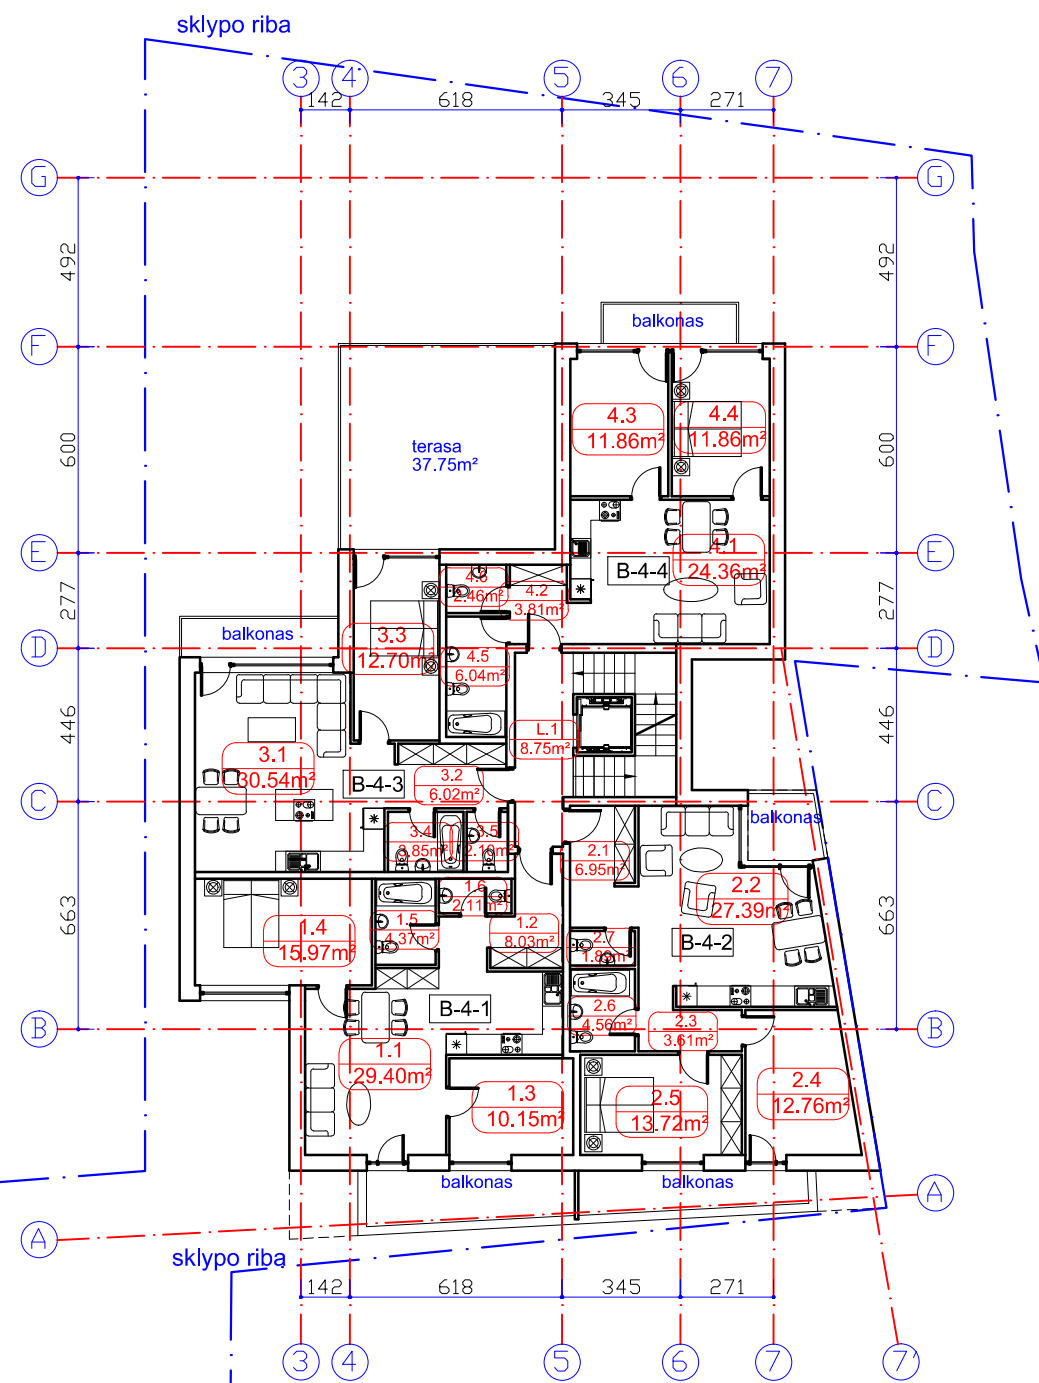 sklypo riba
3 4 5 6 7
142 618 345 271
G G
492 492
balkonas
F F
4.3 4.4
11.86m² 11.86m²
terasa
37.75m²
600 600
4.1
24.36m²
E E
B-4-4
4.6
2.46m²
4.2
3.81m²
277 277
balkonas
3.3
12.70m²
D D
4.5
6.04m²
446 446
L.1
8.75m²
3.1
30.54m²
B-4-3
3.2
6.02m²
C C
balkonas
3.4
3.85m²
3.5
2.1
6.95m²
2.2
27.39m²
1.6
2.11m²
663 663
1.4
15.97m²
1.5
4.37m²
1.2
8.03m²
2.7
B-4-2
B-4-1
2.6
4.56m²
2.3
3.61m²
B B
1.1
29.40m²
1.3
10.15m²
2.5
13.72m²
2.4
12.76m²
balkonas balkonas
A A
sklypo riba
142 618 345 271
3 4 5 6 7 7'